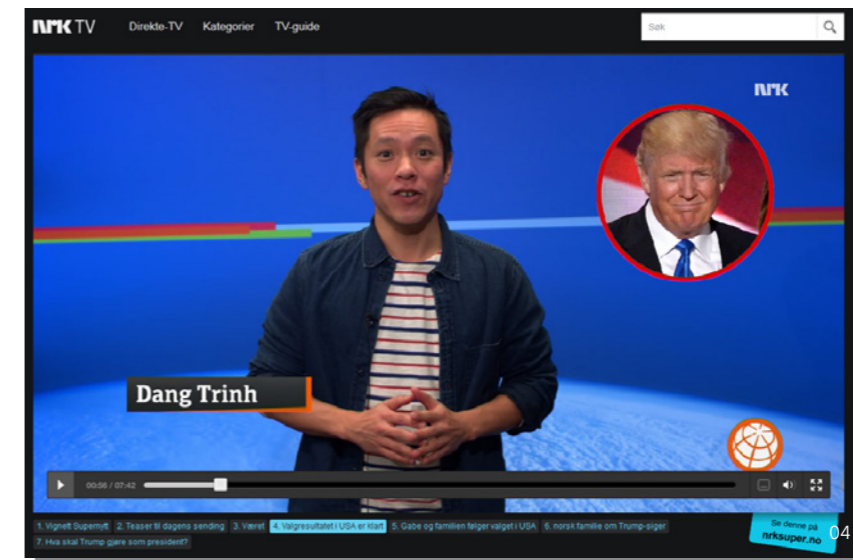 NRK TV Direkte-TV Kategorier TV-guide Søk
NRK
Dang Trinh
00:56 / 07:42
1. Vignett Supernytt 2. Teaser til dagens sending 3. Været 4. Valgresultatet i USA er klart 5. Gabe og familien følger valget i USA 6. norsk familie om Trump-siger
7. Hva skal Trump gjøre som president?
Se denne på
nrksuper.no
04